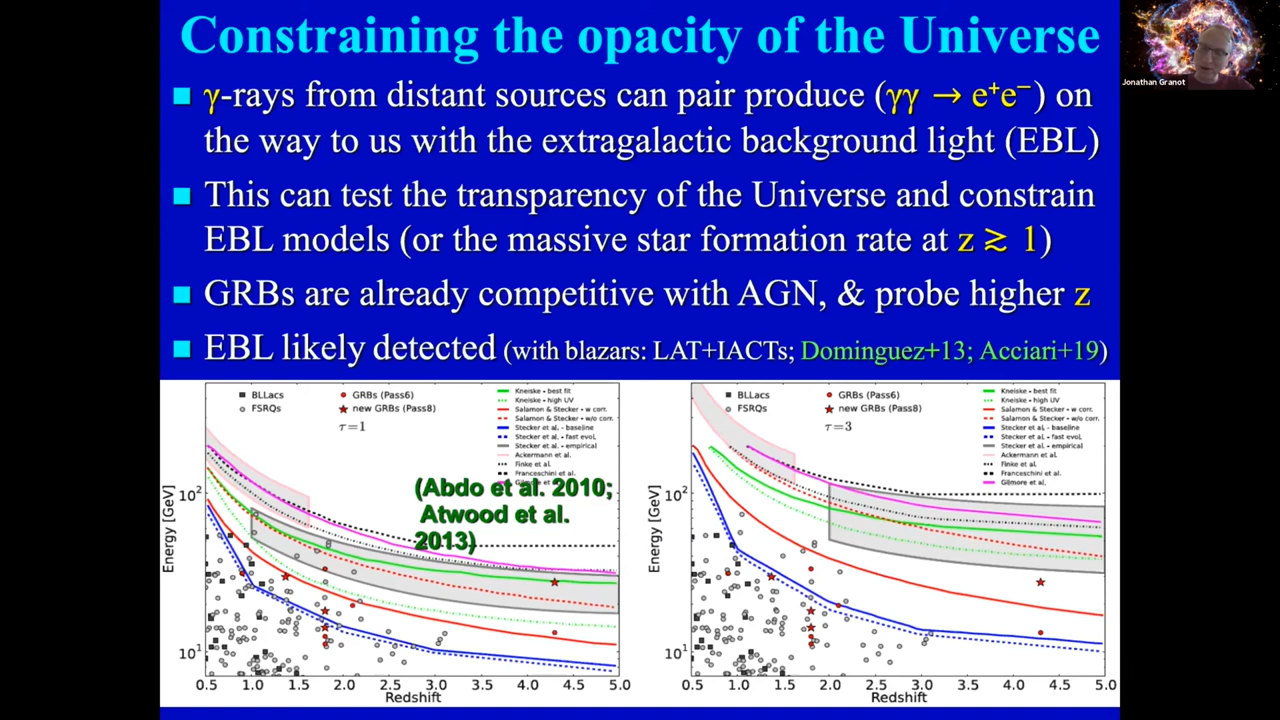 Constraining the opacity of the Universe
Jonathan Granot
γ-rays from distant sources can pair produce (γγ → e⁺e⁻) on
the way to us with the extragalactic background light (EBL)
This can test the transparency of the Universe and constrain
EBL models (or the massive star formation rate at z ≳ 1)
GRBs are already competitive with AGN, & probe higher z
EBL likely detected (with blazars: LAT+IACTs; Dominguez+13; Acciari+19)
BLLacs
FSRQs
GRBs (Pass6)
new GRBs (Pass8)
τ=1
Kneiske - best fit
Kneiske - high UV
Salamon & Stecker - w corr.
Salamon & Stecker - w/o corr.
Stecker et al. - baseline
Stecker et al. - fast evol.
Stecker et al. - empirical
Ackermann et al.
Finke et al.
Franceschini et al.
Gilmore et al.
(Abdo et al. 2010;
Atwood et al.
2013)
Energy [GeV]
10²
10¹
0.5 1.0 1.5 2.0 2.5 3.0 3.5 4.0 4.5 5.0
Redshift
BLLacs
FSRQs
GRBs (Pass6)
new GRBs (Pass8)
τ=3
Kneiske - best fit
Kneiske - high UV
Salamon & Stecker - w corr.
Salamon & Stecker - w/o corr.
Stecker et al. - baseline
Stecker et al. - fast evol.
Stecker et al. - empirical
Ackermann et al.
Finke et al.
Franceschini et al.
Gilmore et al.
Energy [GeV]
10²
10¹
0.5 1.0 1.5 2.0 2.5 3.0 3.5 4.0 4.5 5.0
Redshift